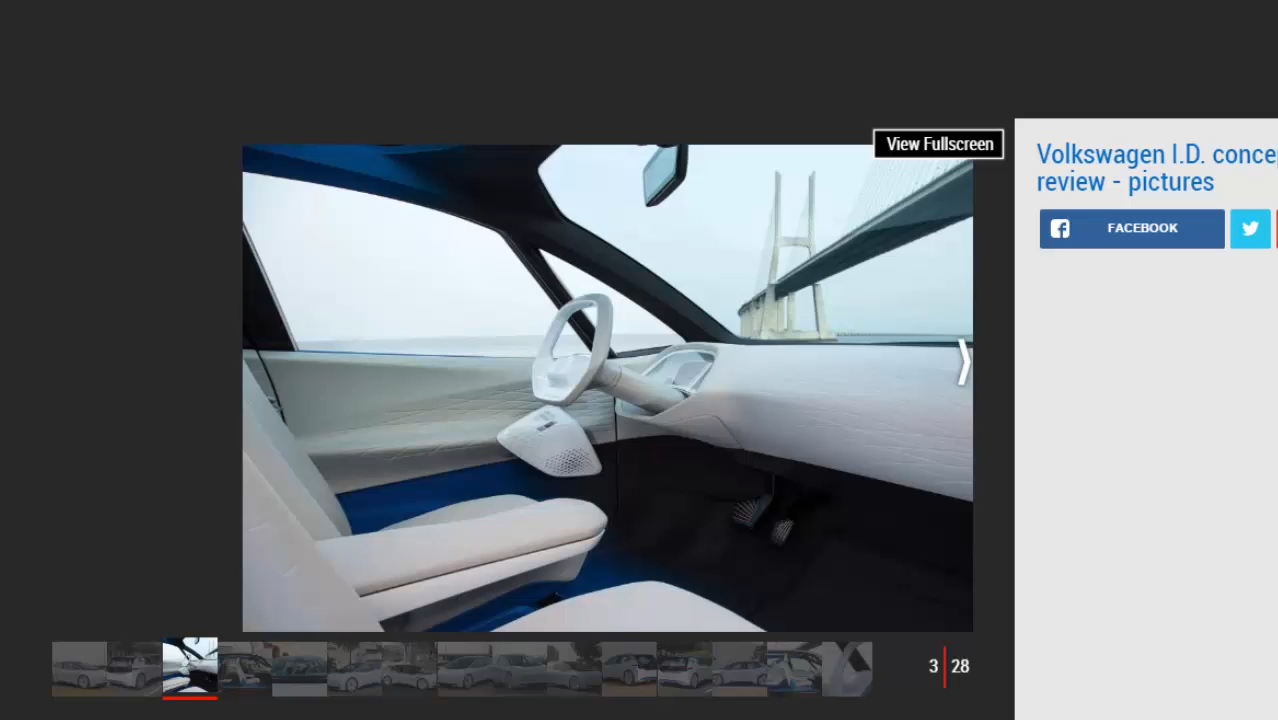 View Fullscreen
Volkswagen I.D. conce
review - pictures
FACEBOOK
3 28